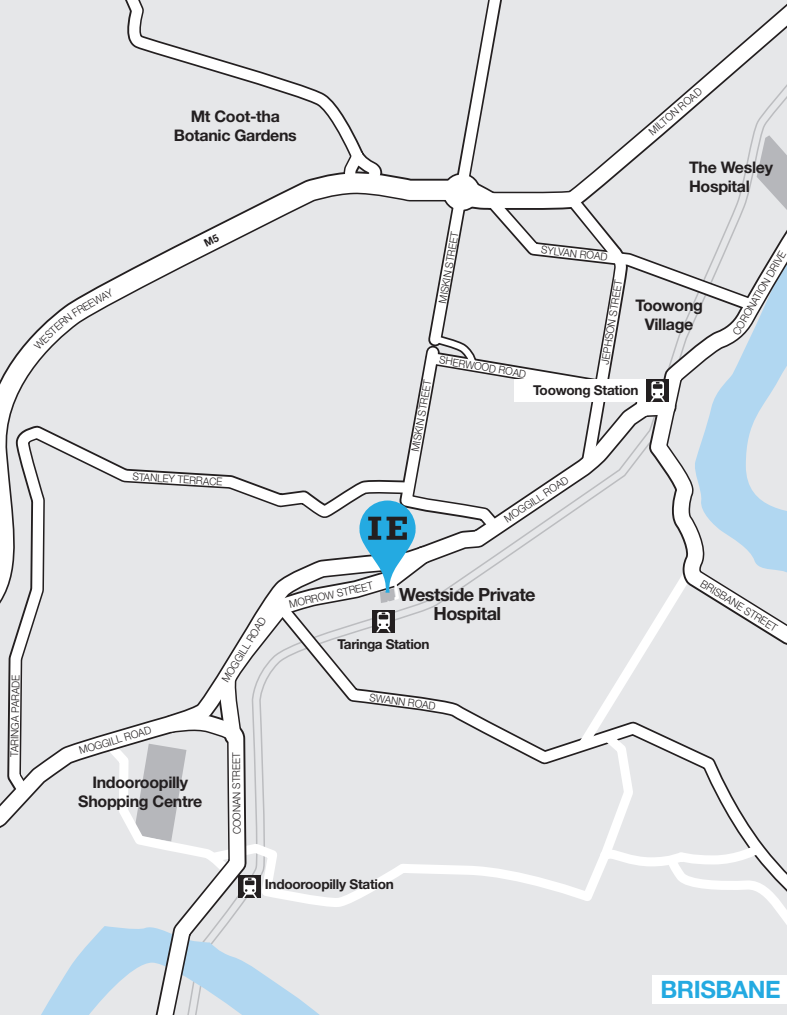 Mt Coot-tha
Botanic Gardens
MILTON ROAD
The Wesley
Hospital
M5
WESTERN FREEWAY
MISKIN STREET
SYLVAN ROAD
CORONATION DRIVE
JEPHSON STREET
Toowong
Village
SHERWOOD ROAD
Toowong Station
MISKIN STREET
STANLEY TERRACE
MOGGILL ROAD
IE
MORROW STREET
Westside Private
Hospital
BRISBANE STREET
Taringa Station
MOGGILL ROAD
SWANN ROAD
TARINGA PARADE
MOGGILL ROAD
COONAN STREET
Indooroopilly
Shopping Centre
Indooroopilly Station
BRISBANE